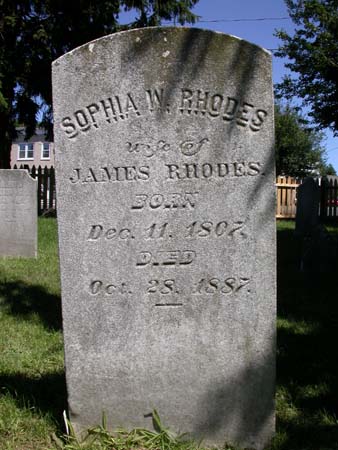 SOPHIA W. RHODES
wife of
JAMES RHODES
BORN
Dec. 11. 1807.
DIED
Oct. 28. 1887.